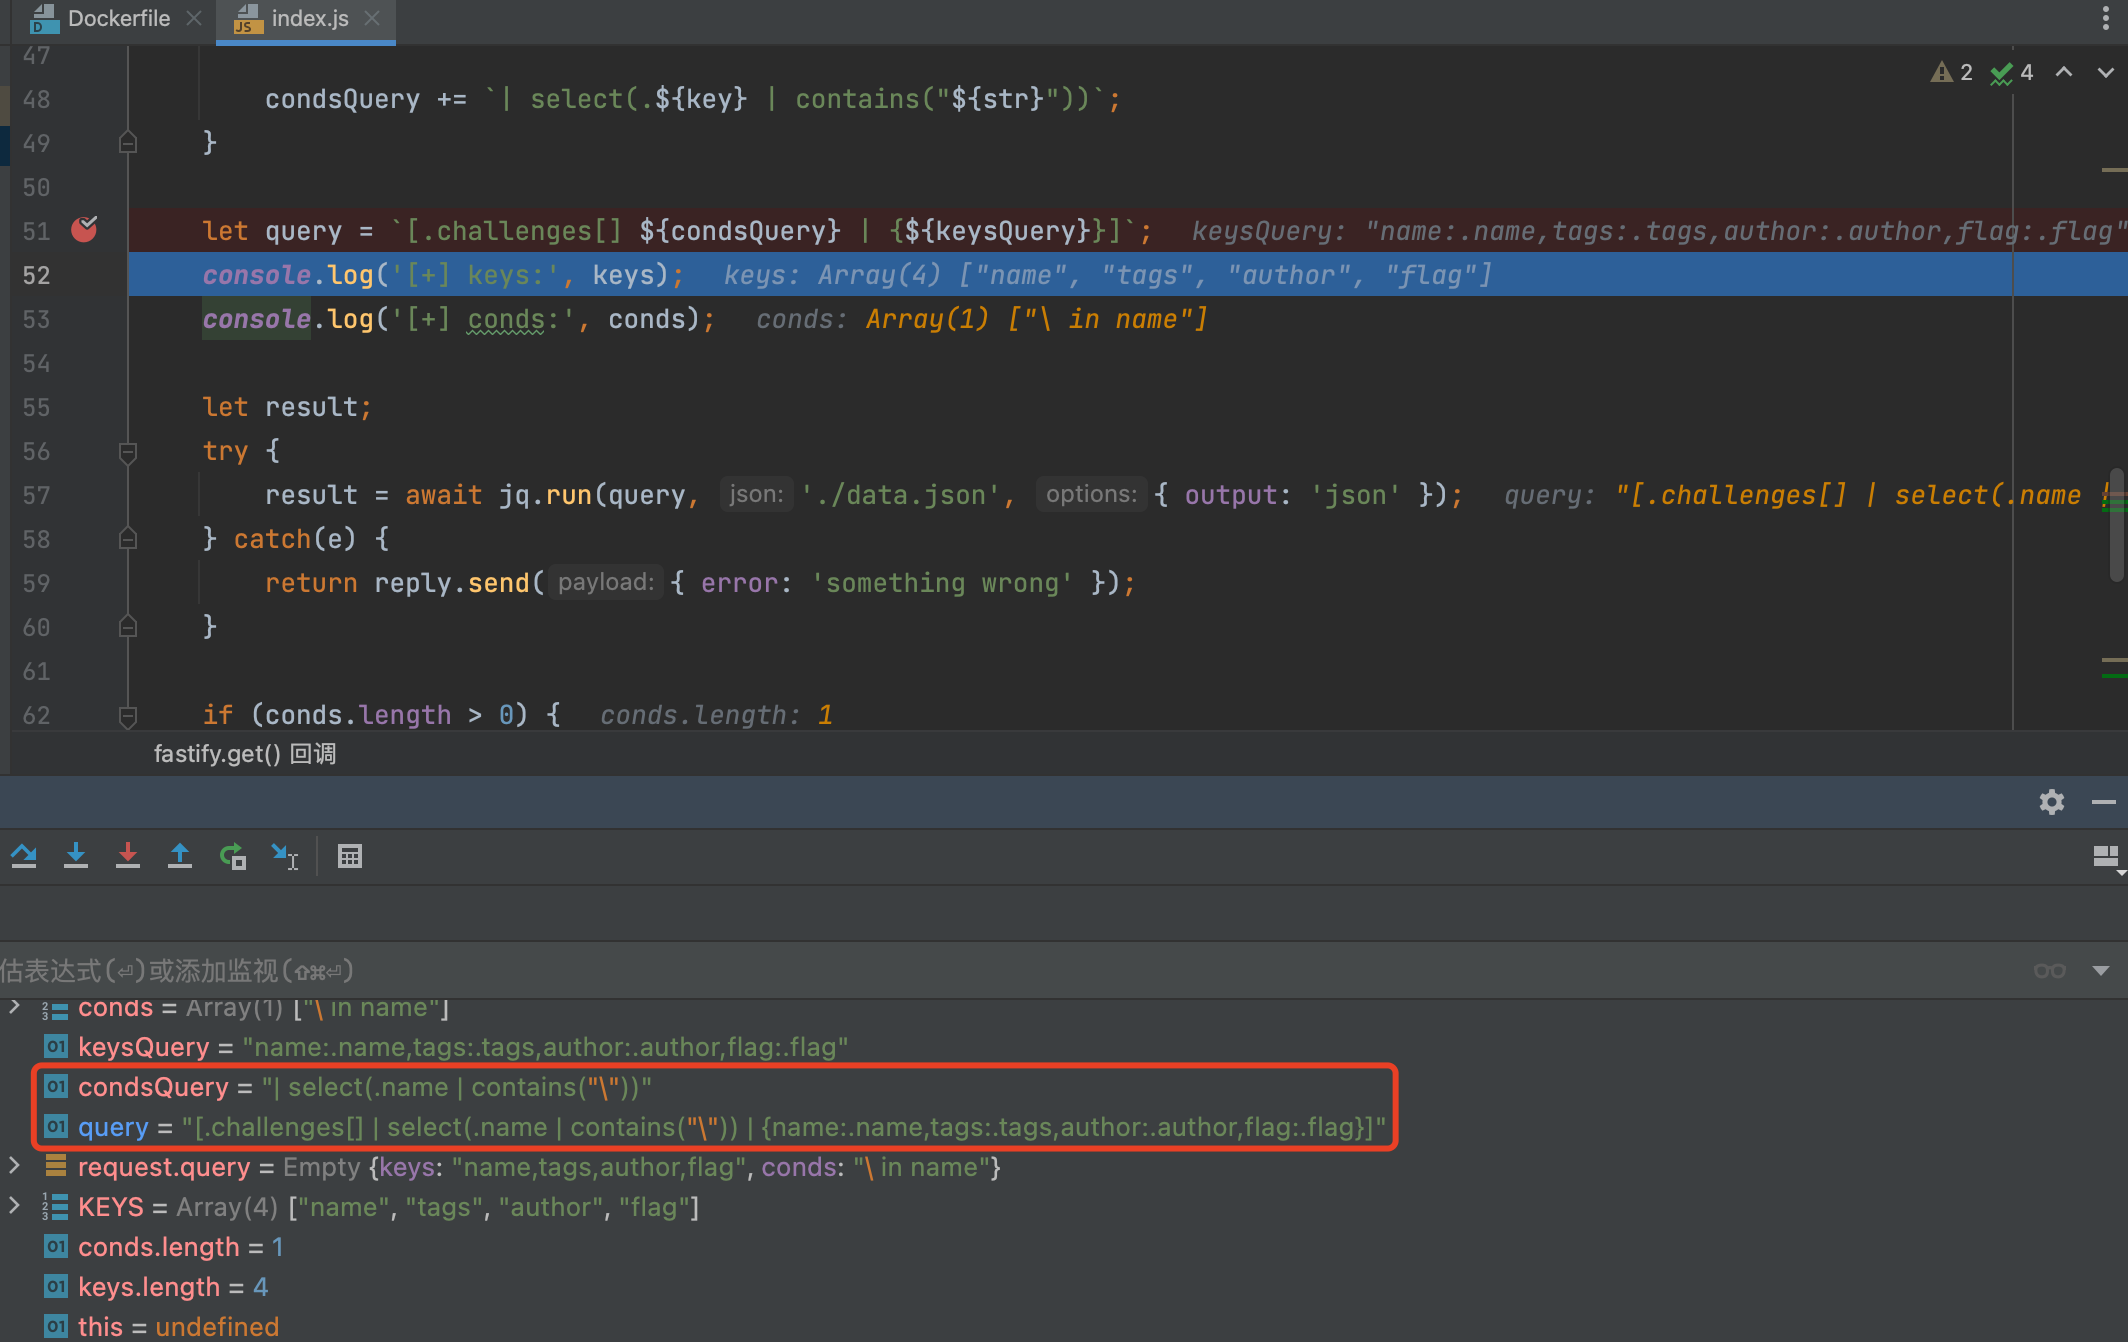 Dockerfile
index.js
47
2 4
48 condsQuery += `| select(.${key} | contains("${str}"))`;
49 }
50
51 let query = `[.challenges[] ${condsQuery} | {${keysQuery}}]`; keysQuery: "name:.name,tags:.tags,author:.author,flag:.flag"
52 console.log('[+] keys:', keys); keys: Array(4) ["name", "tags", "author", "flag"]
53 console.log('[+] conds:', conds); conds: Array(1) ["\ in name"]
54
55 let result;
56 try {
57 result = await jq.run(query, json: './data.json', options: { output: 'json' }); query: "[.challenges[] | select(.name |
58 } catch(e) {
59 return reply.send( payload: { error: 'something wrong' });
60 }
61
62 if (conds.length > 0) { conds.length: 1
fastify.get() 回调
估表达式(⏎)或添加监视(⇧⌘⏎)
conds = Array(1) ["\ in name"]
keysQuery = "name:.name,tags:.tags,author:.author,flag:.flag"
condsQuery = "| select(.name | contains("\"))"
query = "[.challenges[] | select(.name | contains("\")) | {name:.name,tags:.tags,author:.author,flag:.flag}]"
request.query = Empty {keys: "name,tags,author,flag", conds: "\ in name"}
KEYS = Array(4) ["name", "tags", "author", "flag"]
conds.length = 1
keys.length = 4
this = undefined